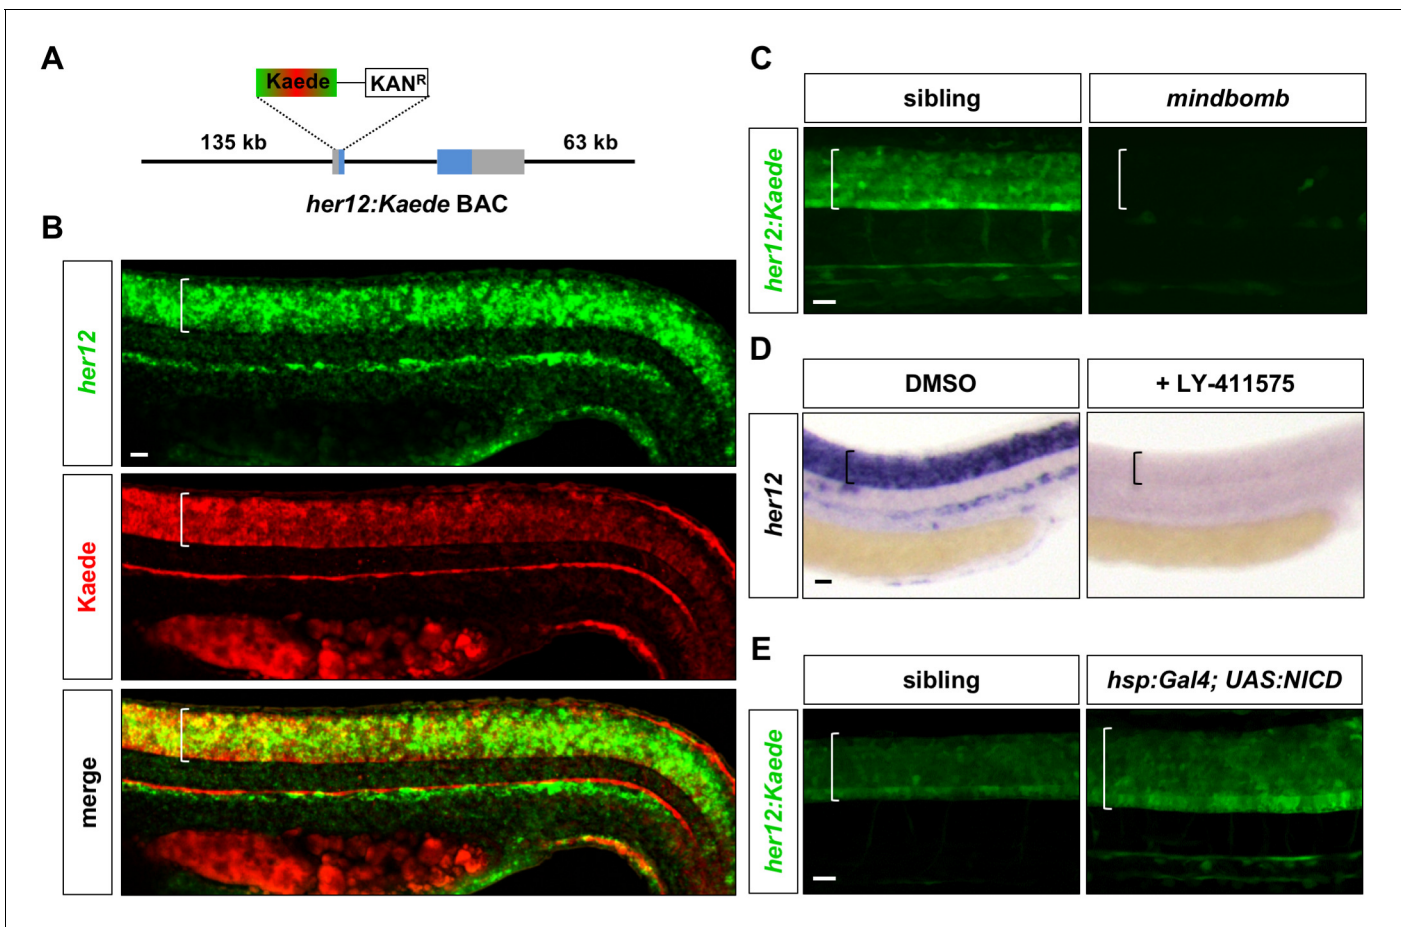 A
Kaede
KANR
135 kb
63 kb
her12:Kaede BAC
B
her12
Kaede
merge
C
sibling
mindbomb
her12:Kaede
D
DMSO
+ LY-411575
her12
E
sibling
hsp:Gal4; UAS:NICD
her12:Kaede